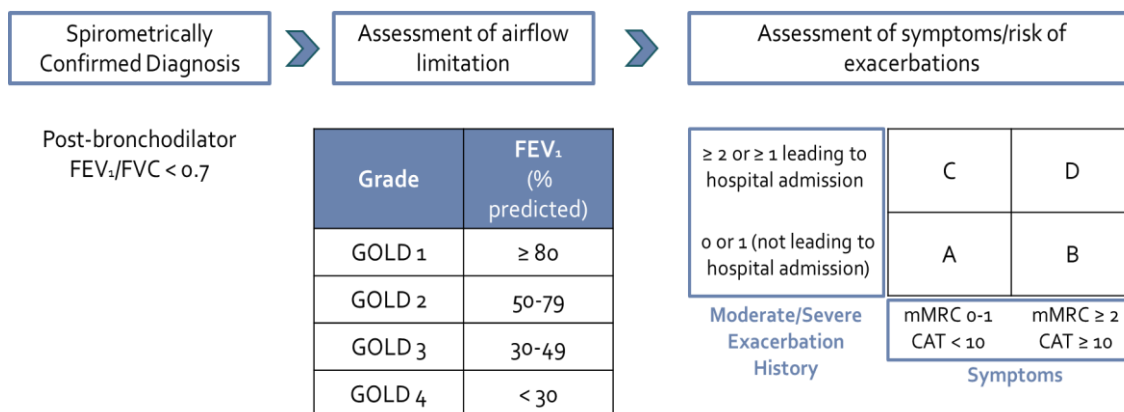 Spirometrically
Confirmed Diagnosis
Assessment of airflow
limitation
Assessment of symptoms/risk of
exacerbations
Post-bronchodilator
FEV₁/FVC < 0.7
Grade
FEV₁
(%
predicted)
GOLD 1
≥ 80
GOLD 2
50-79
GOLD 3
30-49
GOLD 4
< 30
≥ 2 or ≥ 1 leading to
hospital admission
C
D
0 or 1 (not leading to
hospital admission)
A
B
Moderate/Severe
Exacerbation
History
mMRC 0-1
CAT < 10
mMRC ≥ 2
CAT ≥ 10
Symptoms